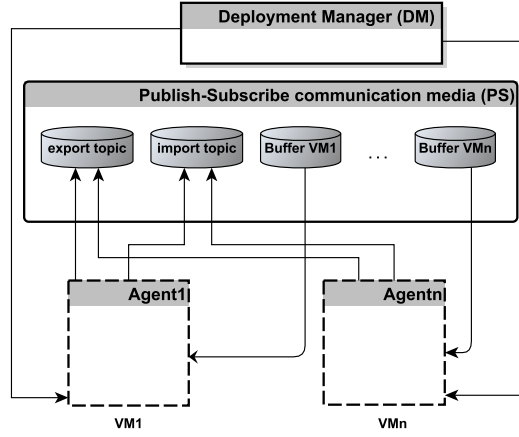 Deployment Manager (DM)
Publish-Subscribe communication media (PS)
export topic
import topic
Buffer VM1
...
Buffer VMn
Agent1
Agentn
VM1
VMn